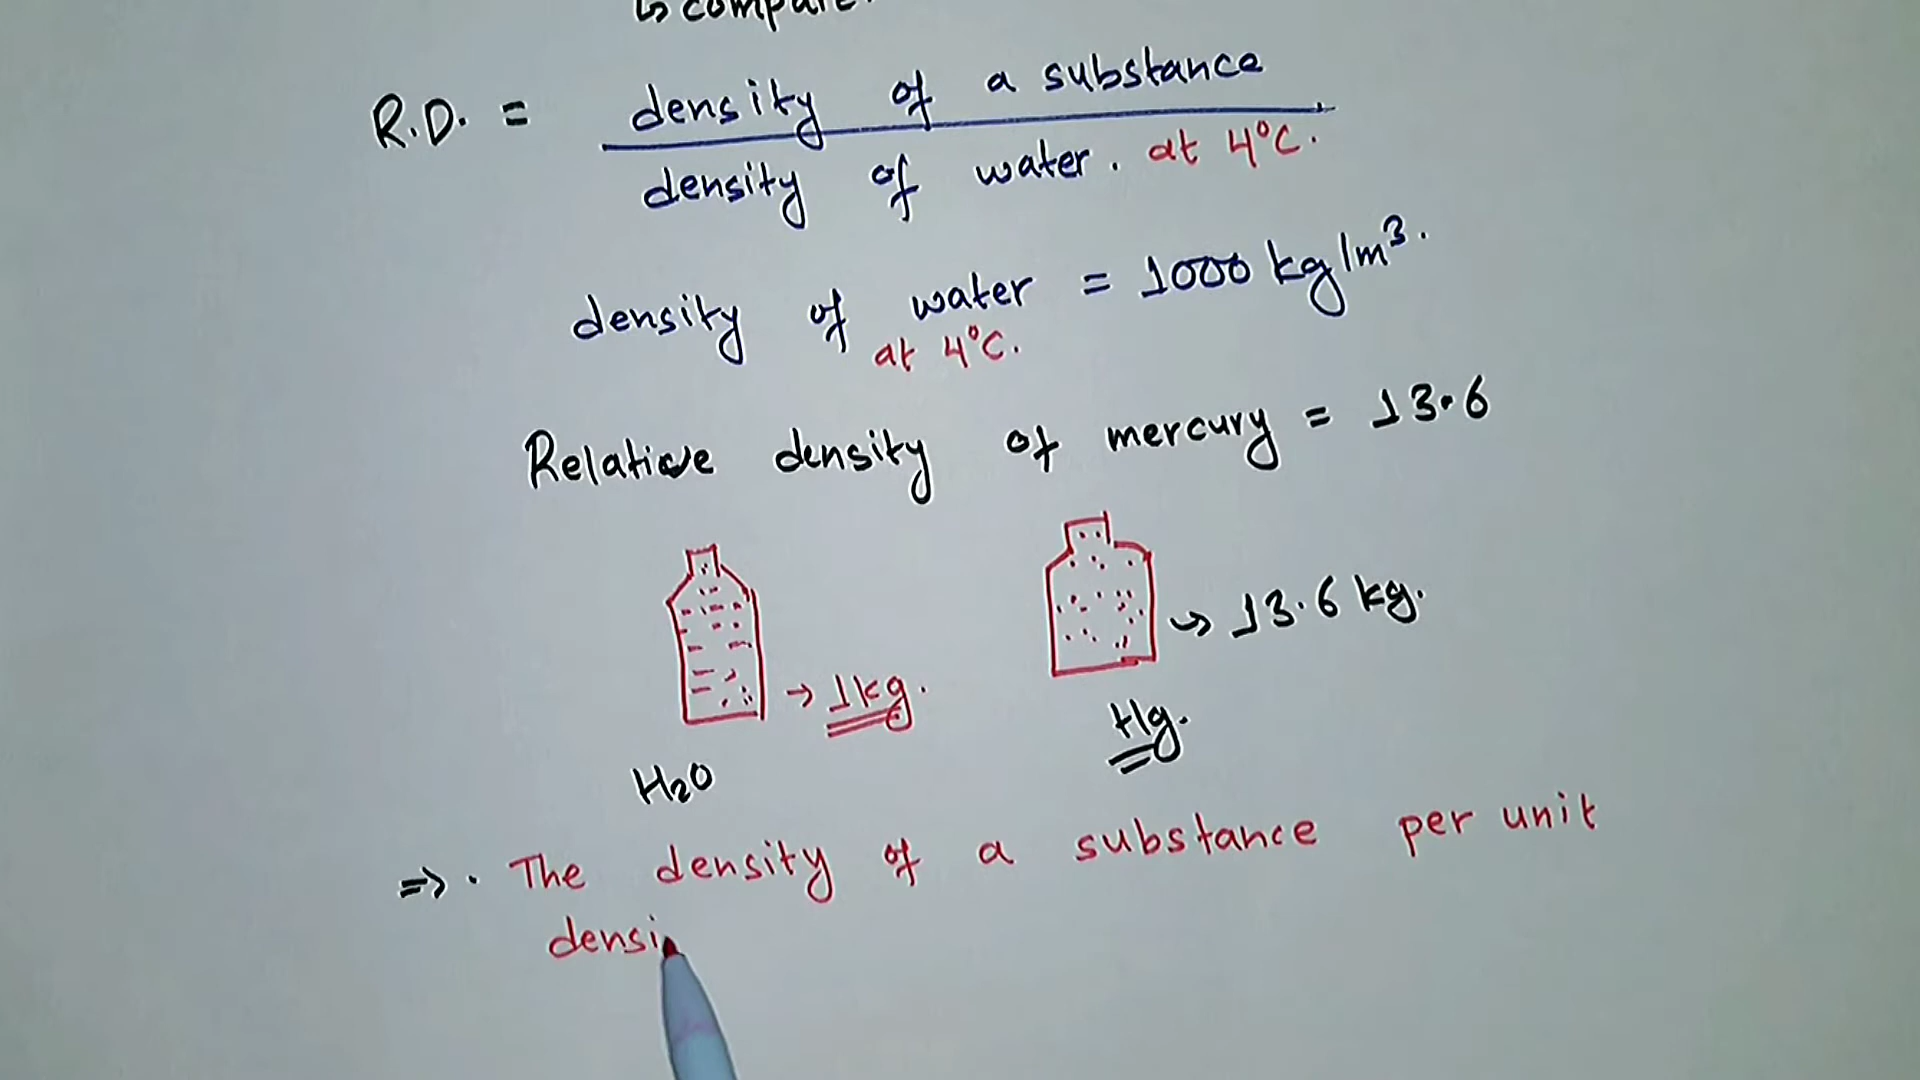 ↳ compare
R.D. = density of a substance
density of water. at 4°C.
density of water = 1000 kg/m³.
at 4°C.
Relative density of mercury = 13.6
→ 1kg.
→ 13.6 kg.
H₂O
Hg.
⇒ • The density of a substance per unit
densi